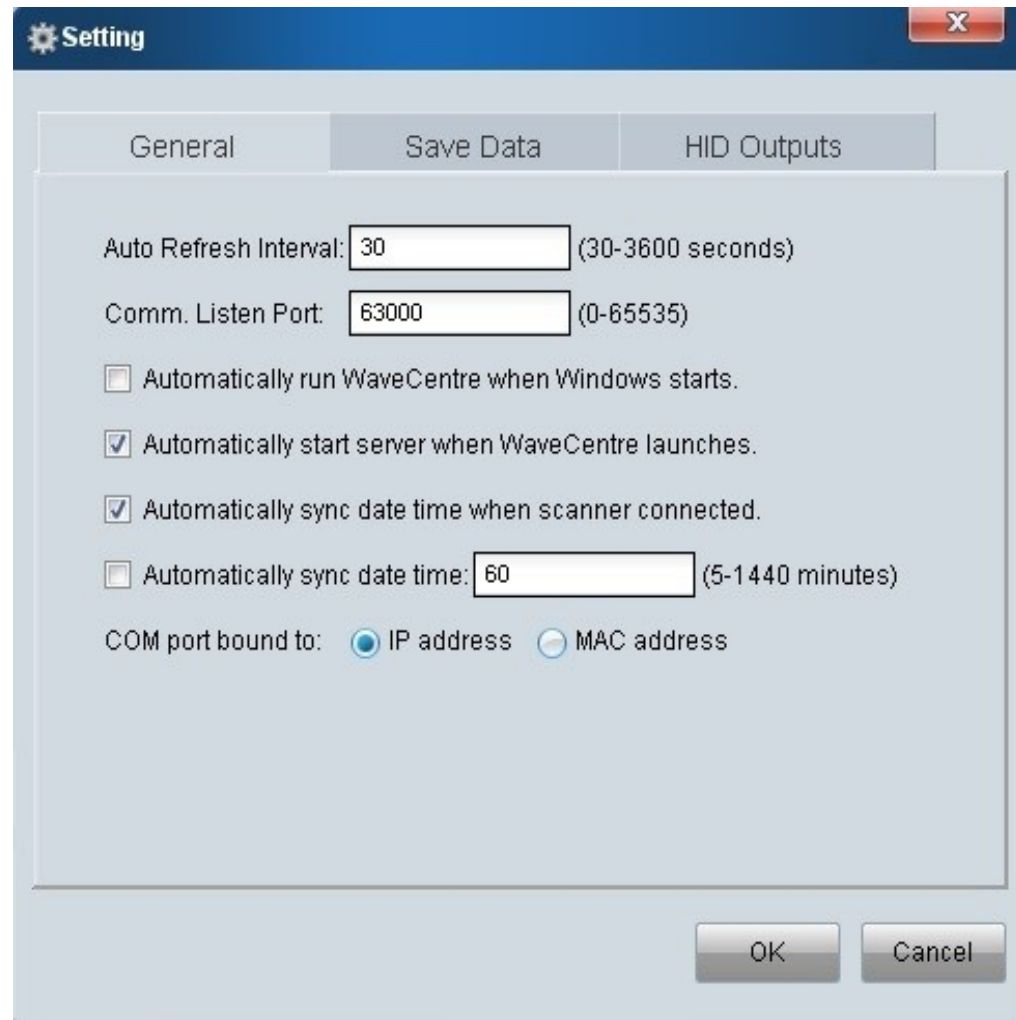 Setting
X
General Save Data HID Outputs
Auto Refresh Interval: 30 (30-3600 seconds)
Comm. Listen Port: 63000 (0-65535)
Automatically run WaveCentre when Windows starts.
Automatically start server when WaveCentre launches.
Automatically sync date time when scanner connected.
Automatically sync date time: 60 (5-1440 minutes)
COM port bound to: IP address MAC address
OK Cancel